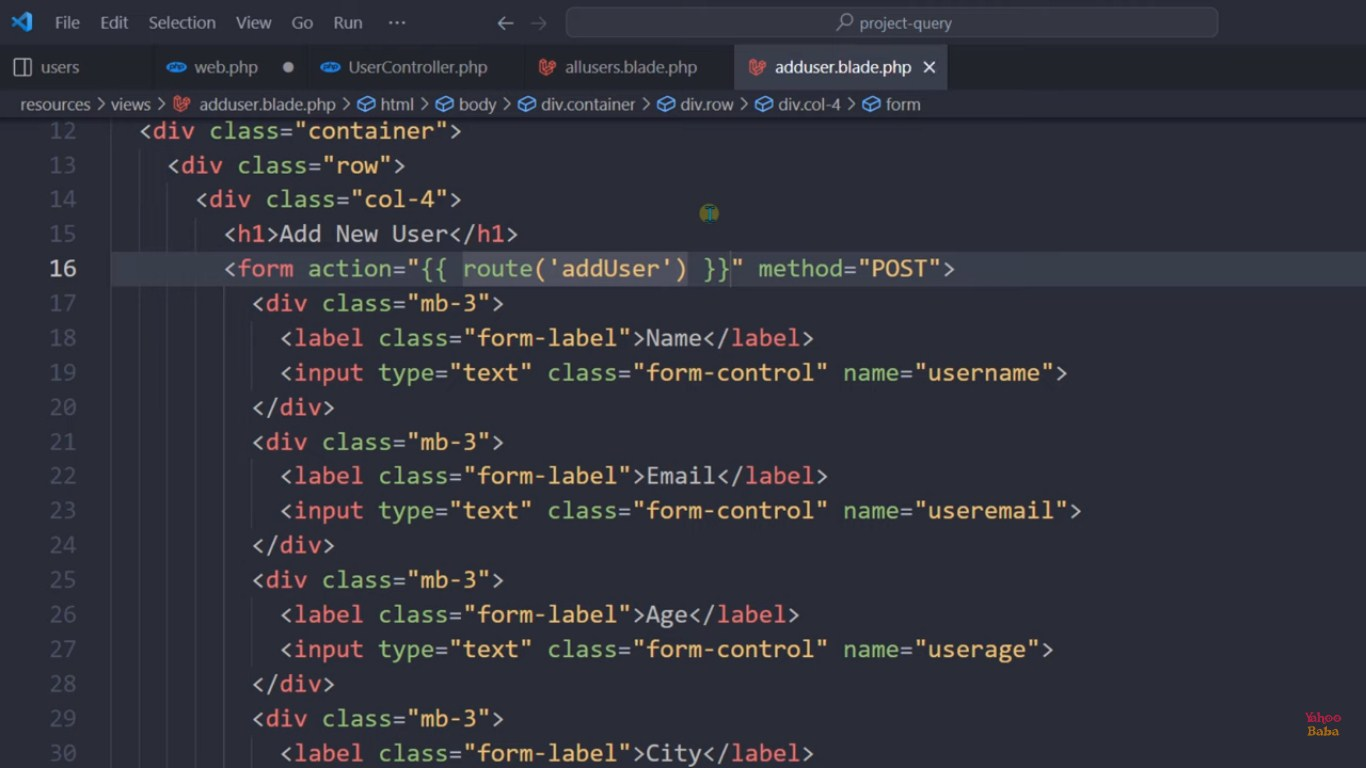 File Edit Selection View Go Run ··· ← → project-query
users web.php ● UserController.php allusers.blade.php adduser.blade.php ×
resources > views > adduser.blade.php > html > body > div.container > div.row > div.col-4 > form
12 <div class="container">
13 <div class="row">
14 <div class="col-4">
15 <h1>Add New User</h1>
16 <form action="{{ route('addUser') }}" method="POST">
17 <div class="mb-3">
18 <label class="form-label">Name</label>
19 <input type="text" class="form-control" name="username">
20 </div>
21 <div class="mb-3">
22 <label class="form-label">Email</label>
23 <input type="text" class="form-control" name="useremail">
24 </div>
25 <div class="mb-3">
26 <label class="form-label">Age</label>
27 <input type="text" class="form-control" name="userage">
28 </div>
29 <div class="mb-3">
30 <label class="form-label">City</label>
Yahoo
Baba